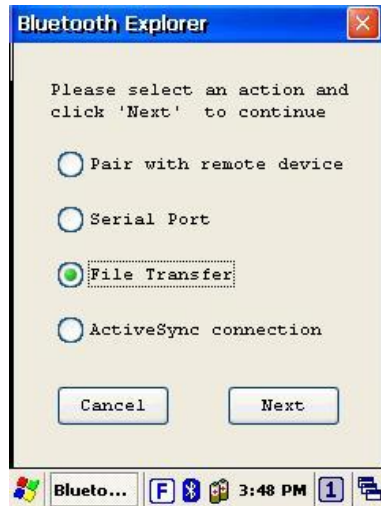 Bluetooth Explorer
Please select an action and
click 'Next' to continue
Pair with remote device
Serial Port
File Transfer
ActiveSync connection
Cancel Next
Blueto... F 3:48 PM 1